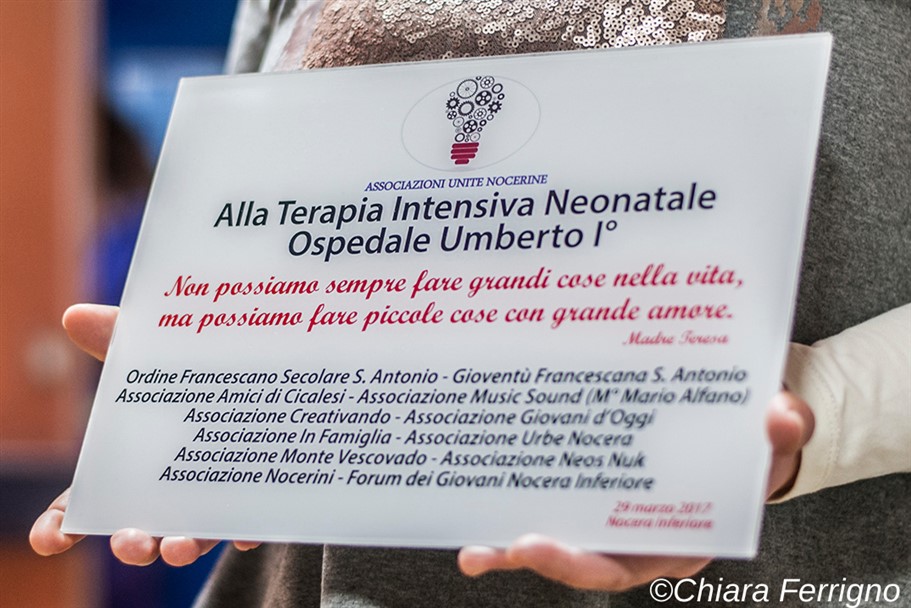 ASSOCIAZIONI UNITE NOCERINE
Alla Terapia Intensiva Neonatale
Ospedale Umberto I°
Non possiamo sempre fare grandi cose nella vita,
ma possiamo fare piccole cose con grande amore.
Madre Teresa
Ordine Francescano Secolare S. Antonio - Gioventù Francescana S. Antonio
Associazione Amici di Cicalesi - Associazione Music Sound (M° Mario Alfano)
Associazione Creativando - Associazione Giovani d'Oggi
Associazione In Famiglia - Associazione Urbe Nocera
Associazione Monte Vescovado - Associazione Neos Nuk
Associazione Nocerini - Forum dei Giovani Nocera Inferiore
29 marzo 2017
Nocera Inferiore
©Chiara Ferrigno